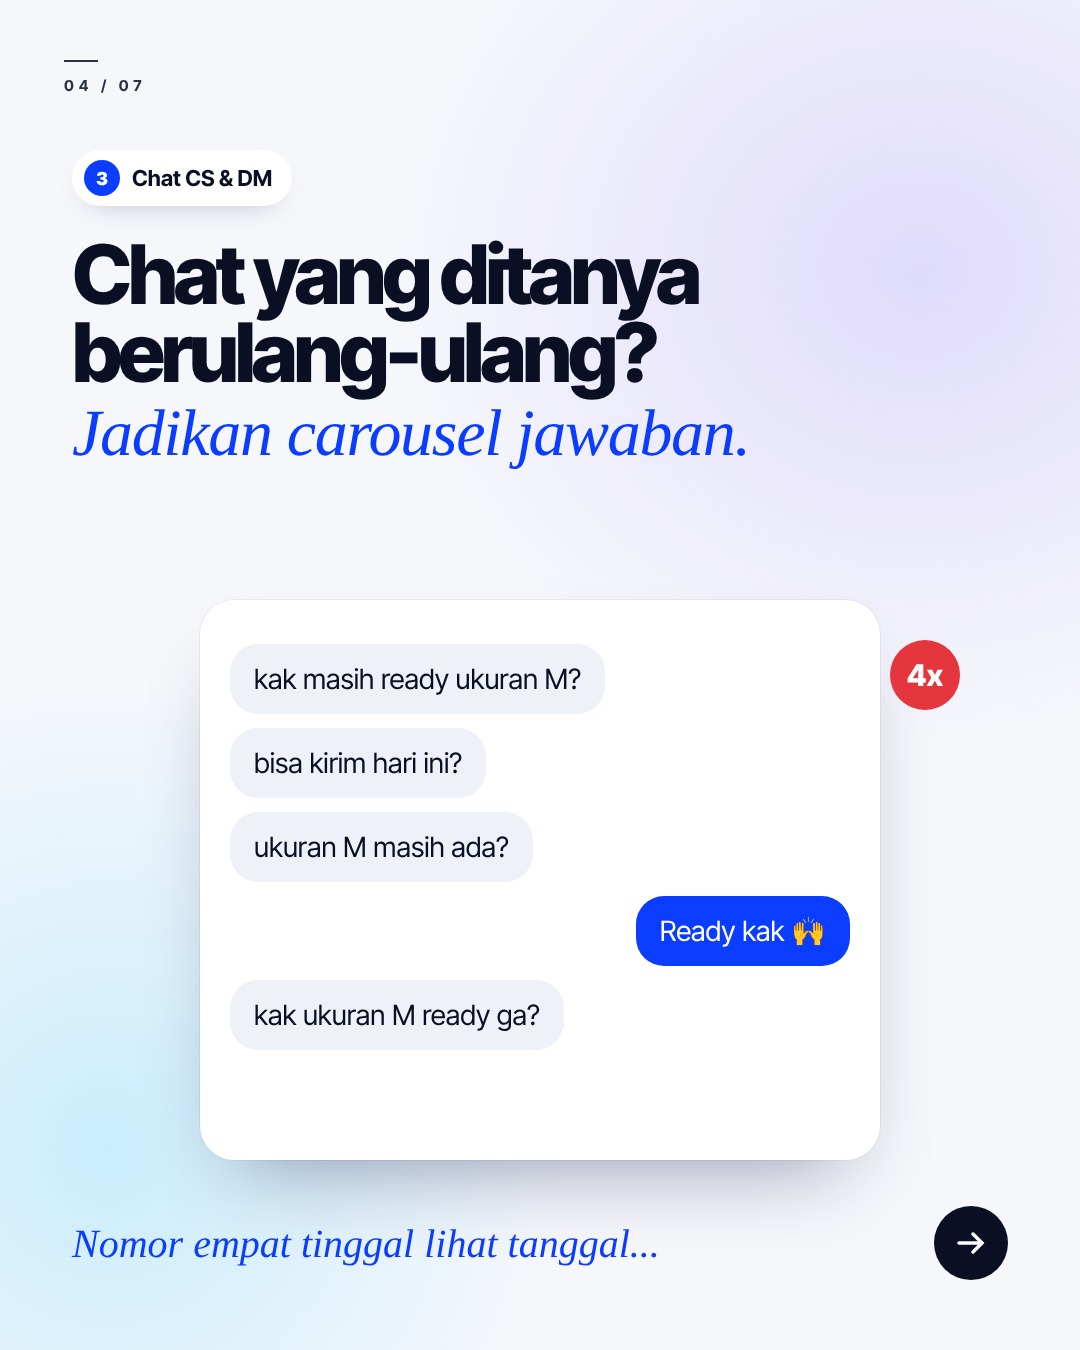 04 / 07
3 Chat CS & DM
Chat yang ditanya
berulang-ulang?
Jadikan carousel jawaban.
kak masih ready ukuran M?
4x
bisa kirim hari ini?
ukuran M masih ada?
Ready kak 🙌
kak ukuran M ready ga?
Nomor empat tinggal lihat tanggal...